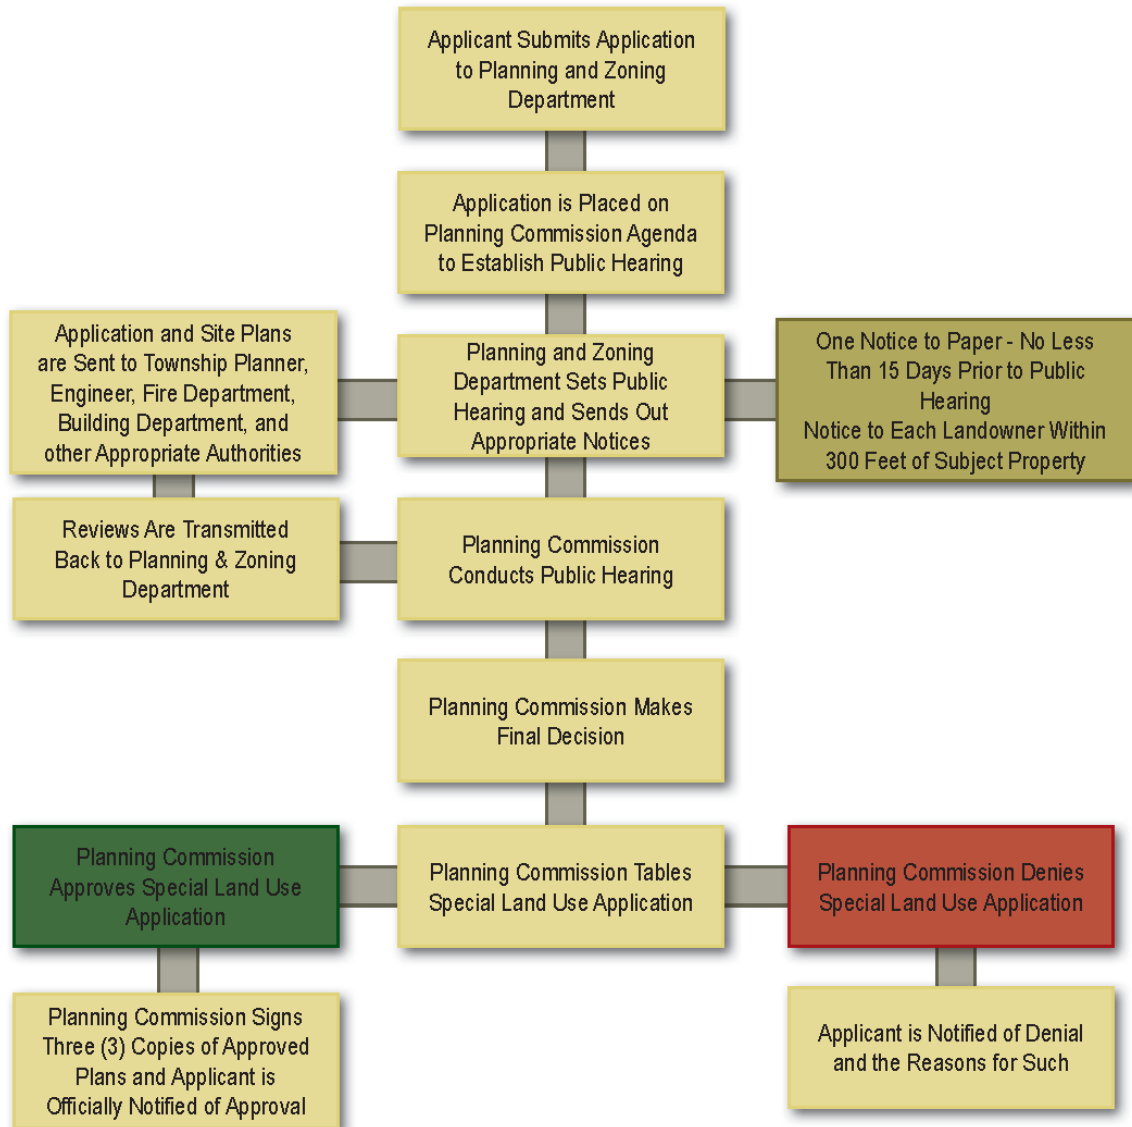 Applicant Submits Application
to Planning and Zoning
Department
Application is Placed on
Planning Commission Agenda
to Establish Public Hearing
Application and Site Plans
are Sent to Township Planner,
Engineer, Fire Department,
Building Department, and
other Appropriate Authorities
Planning and Zoning
Department Sets Public
Hearing and Sends Out
Appropriate Notices
One Notice to Paper - No Less
Than 15 Days Prior to Public
Hearing
Notice to Each Landowner Within
300 Feet of Subject Property
Reviews Are Transmitted
Back to Planning & Zoning
Department
Planning Commission
Conducts Public Hearing
Planning Commission Makes
Final Decision
Planning Commission
Approves Special Land Use
Application
Planning Commission Tables
Special Land Use Application
Planning Commission Denies
Special Land Use Application
Planning Commission Signs
Three (3) Copies of Approved
Plans and Applicant is
Officially Notified of Approval
Applicant is Notified of Denial
and the Reasons for Such